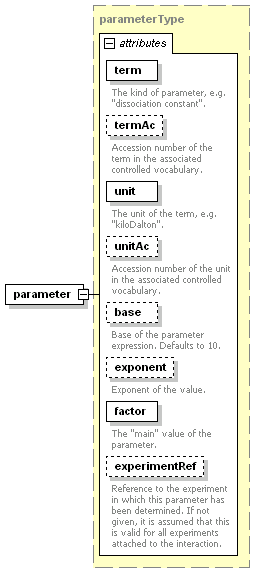 parameterType
attributes
term
The kind of parameter, e.g.
"dissociation constant".
termAc
Accession number of the
term in the associated
controlled vocabulary.
unit
The unit of the term, e.g.
"kiloDalton".
unitAc
Accession number of the unit
in the associated controlled
vocabulary.
parameter
base
Base of the parameter
expression. Defaults to 10.
exponent
Exponent of the value.
factor
The "main" value of the
parameter.
experimentRef
Reference to the experiment
in which this parameter has
been determined. If not
given, it is assumed that this
is valid for all experiments
attached to the interaction.